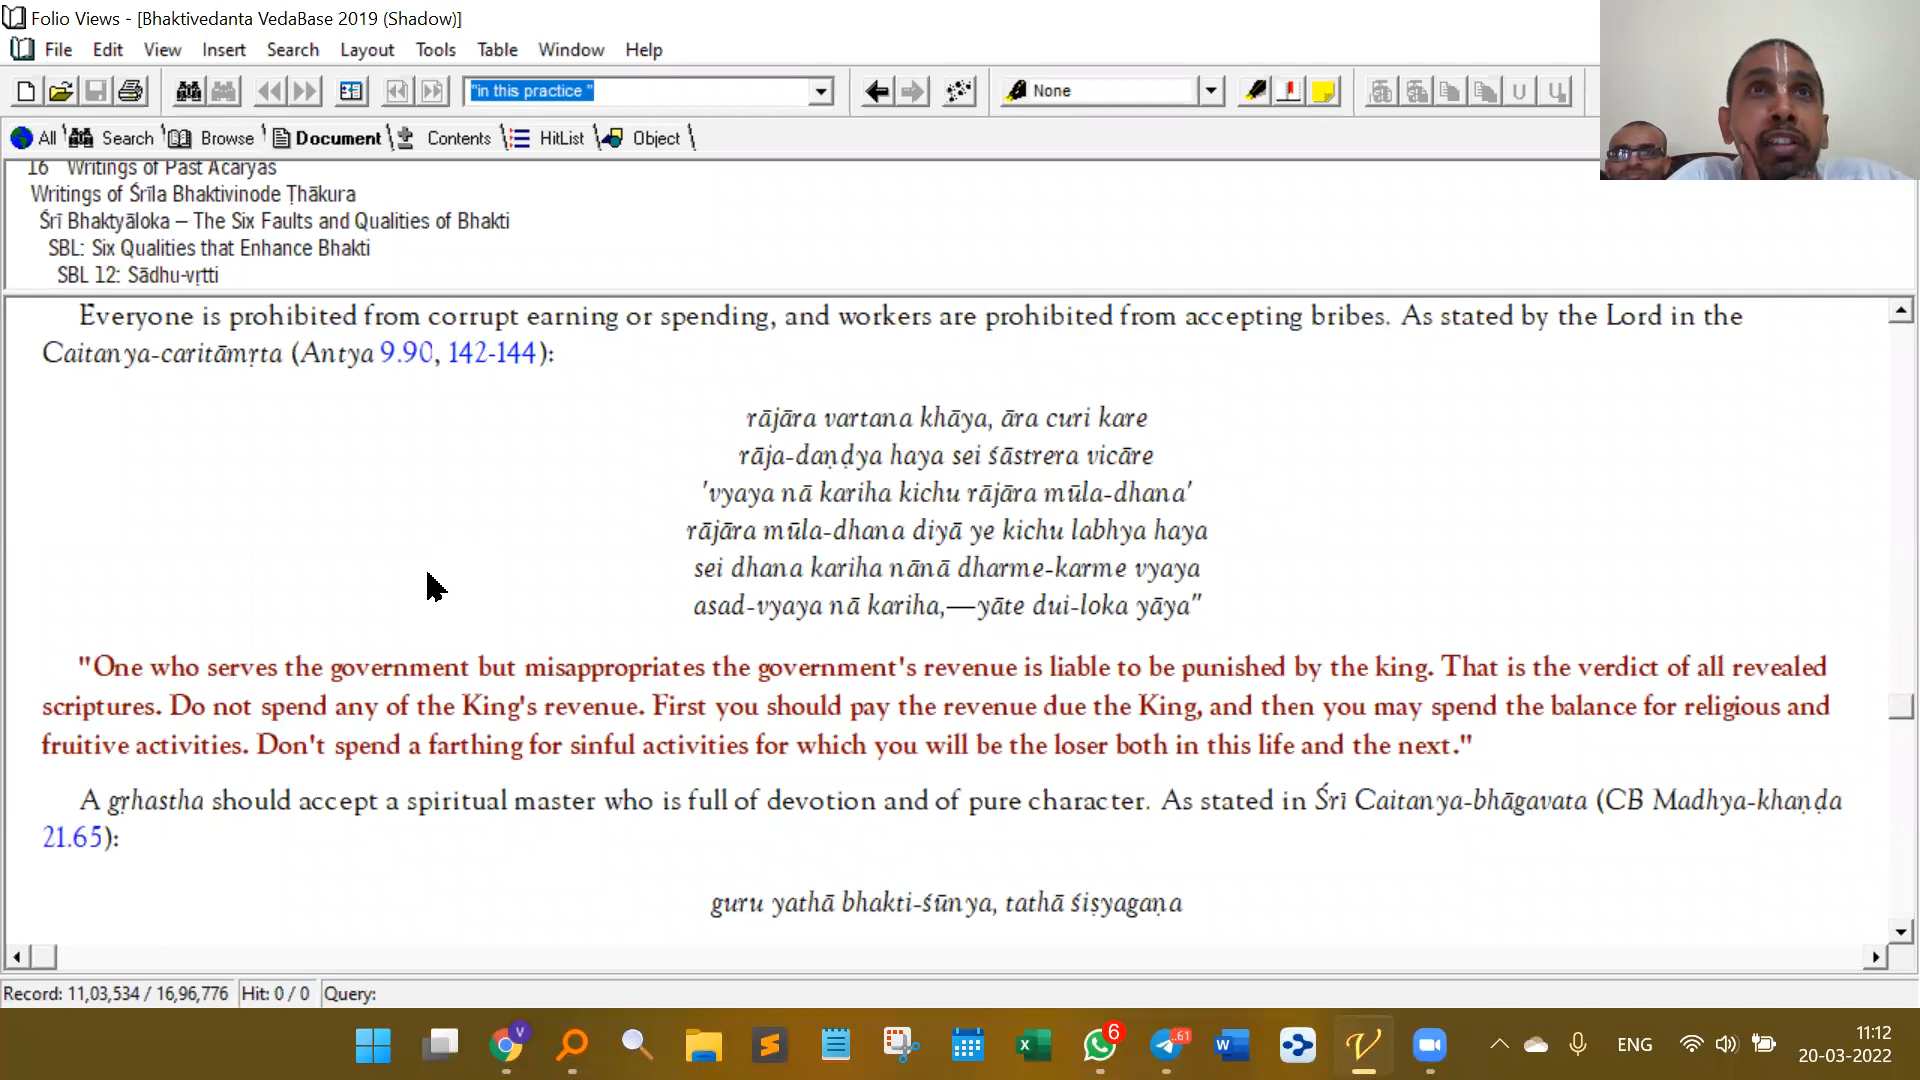 Folio Views - [Bhaktivedanta VedaBase 2019 (Shadow)]
File Edit View Insert Search Layout Tools Table Window Help
"in this practice " None
All Search Browse Document Contents HitList Object
16 Writings of Past Acaryas
Writings of Śrīla Bhaktivinode Ṭhākura
Śrī Bhaktyāloka – The Six Faults and Qualities of Bhakti
SBL: Six Qualities that Enhance Bhakti
SBL 12: Sādhu-vṛtti
Everyone is prohibited from corrupt earning or spending, and workers are prohibited from accepting bribes. As stated by the Lord in the
Caitanya-caritāmṛta (Antya 9.90, 142-144):
rājāra vartana khāya, āra curi kare
rāja-daṇḍya haya sei śāstrera vicāre
'vyaya nā kariha kichu rājāra mūla-dhana'
rājāra mūla-dhana diyā ye kichu labhya haya
sei dhana kariha nānā dharme-karme vyaya
asad-vyaya nā kariha,—yāte dui-loka yāya"
"One who serves the government but misappropriates the government's revenue is liable to be punished by the king. That is the verdict of all revealed
scriptures. Do not spend any of the King's revenue. First you should pay the revenue due the King, and then you may spend the balance for religious and
fruitive activities. Don't spend a farthing for sinful activities for which you will be the loser both in this life and the next."
A gṛhastha should accept a spiritual master who is full of devotion and of pure character. As stated in Śrī Caitanya-bhāgavata (CB Madhya-khaṇḍa
21.65):
guru yathā bhakti-śūnya, tathā śiṣyagaṇa
Record: 11,03,534 / 16,96,776 Hit: 0 / 0 Query:
V 6 61 ENG 11:12
20-03-2022